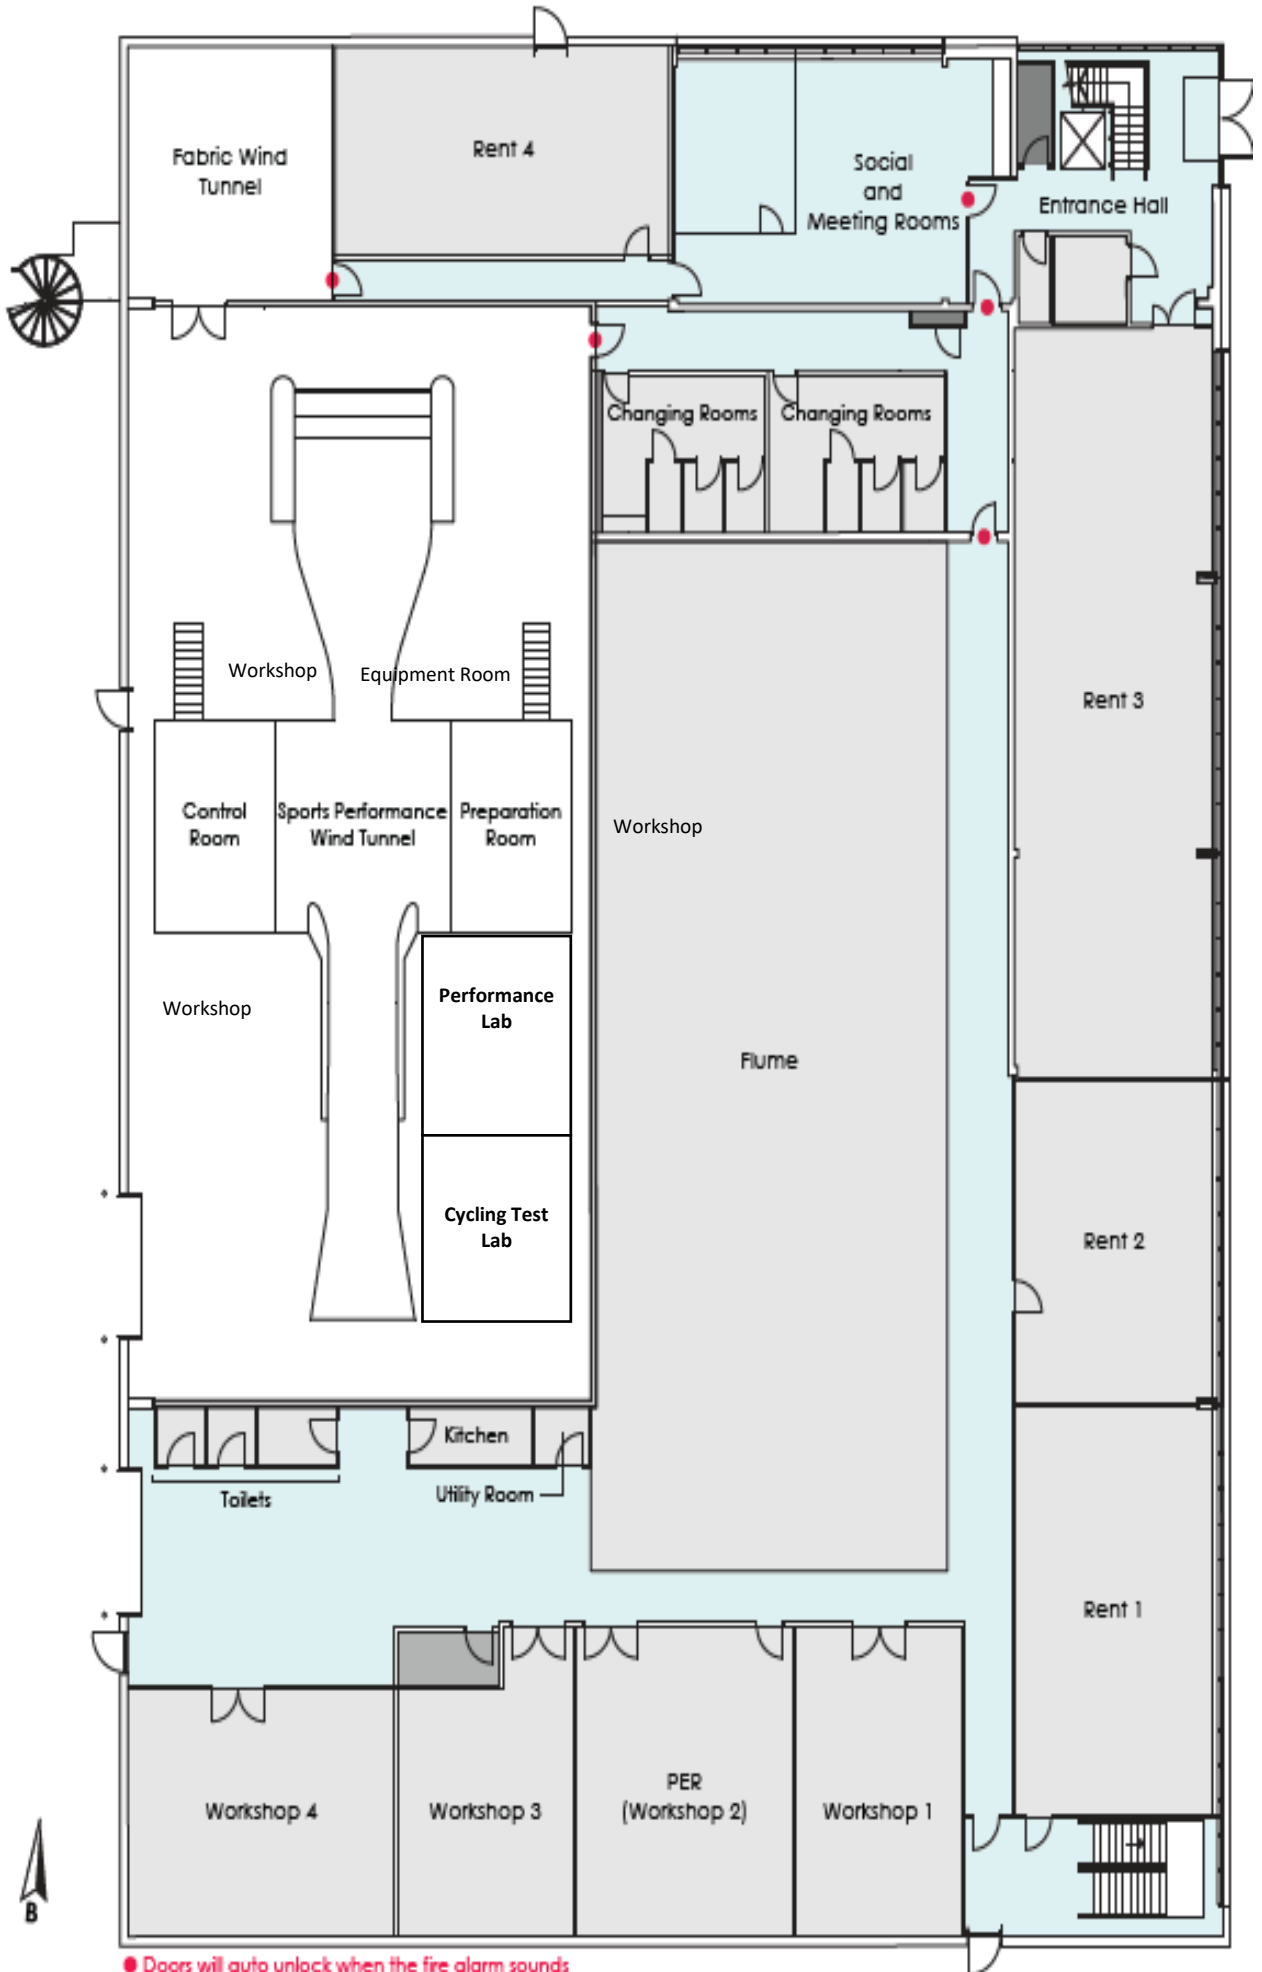 Fabric Wind
Tunnel
Rent 4
Social
and
Meeting Rooms
Entrance Hall
Changing Rooms
Changing Rooms
Workshop
Equipment Room
Rent 3
Control
Room
Sports Performance
Wind Tunnel
Preparation
Room
Workshop
Workshop
Performance
Lab
Flume
Cycling Test
Lab
Rent 2
Kitchen
Toilets
Utility Room
Rent 1
Workshop 4
Workshop 3
PER
(Workshop 2)
Workshop 1
B
Doors will auto unlock when the fire alarm sounds